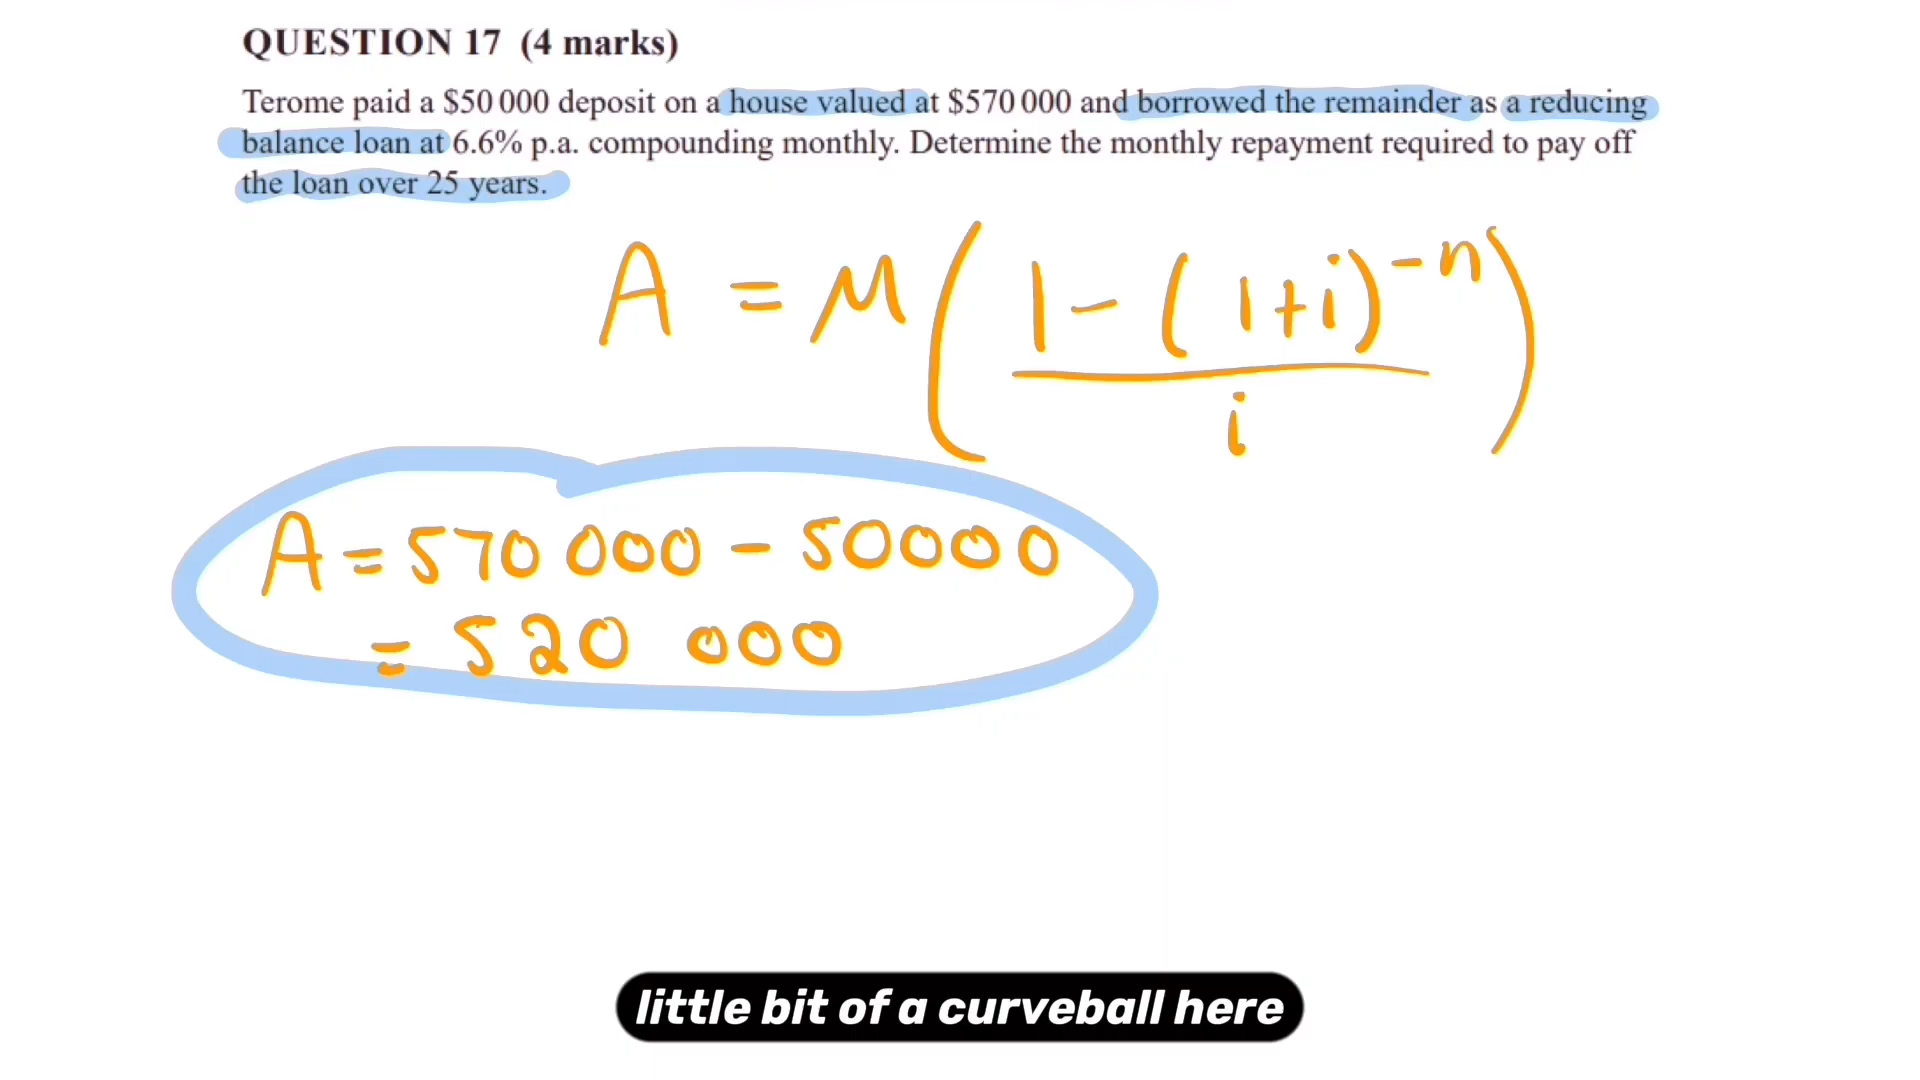 QUESTION 17 (4 marks)
Terome paid a $50 000 deposit on a house valued at $570 000 and borrowed the remainder as a reducing
balance loan at 6.6% p.a. compounding monthly. Determine the monthly repayment required to pay off
the loan over 25 years.
A = M ( 1 - (1+i)^-n / i )
A = 570 000 - 50000
= 520 000
little bit of a curveball here